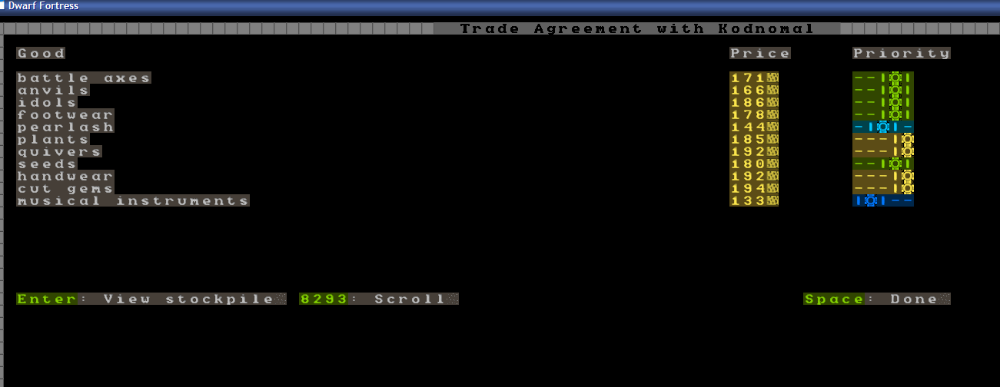 Dwarf Fortress
Trade Agreement with Kodnomal
Good Price Priority
battle axes 171
anvils 166
idols 186
footwear 178
pearlash 144
plants 185
quivers 192
seeds 180
handwear 192
cut gems 194
musical instruments 133
Enter: View stockpile 8293: Scroll Space: Done